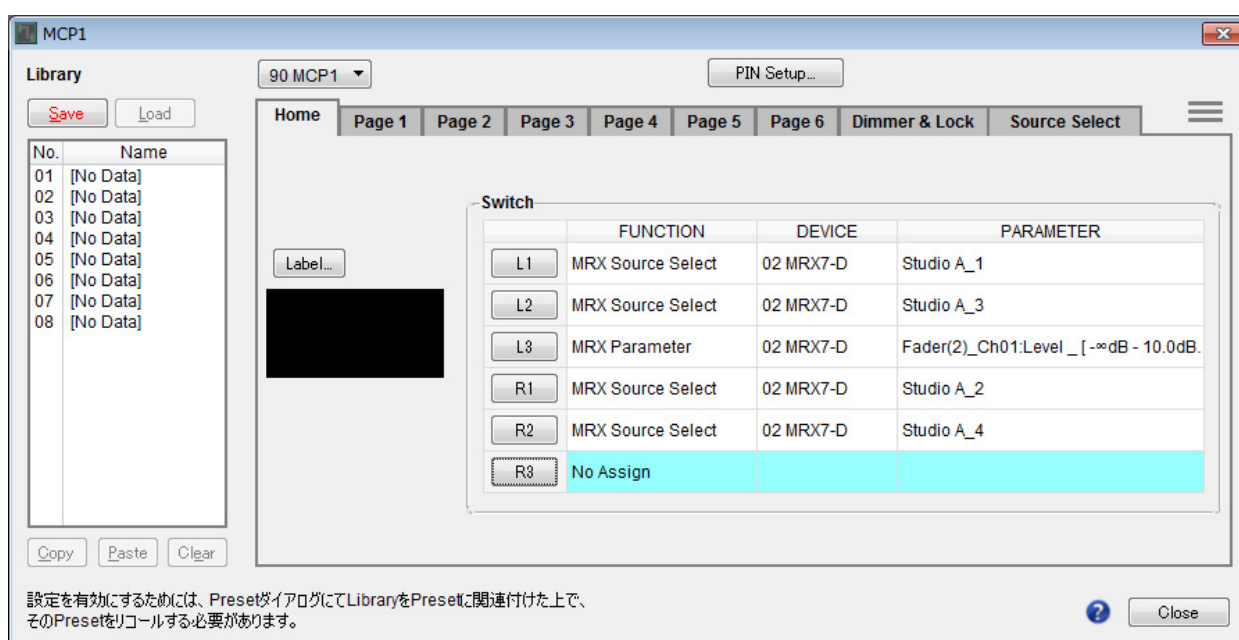 MCP1
Library
90 MCP1
PIN Setup...
Save
Load
Home
Page 1
Page 2
Page 3
Page 4
Page 5
Page 6
Dimmer & Lock
Source Select
No. Name
01 [No Data]
02 [No Data]
03 [No Data]
04 [No Data]
05 [No Data]
06 [No Data]
07 [No Data]
08 [No Data]
Label...
Switch
FUNCTION DEVICE PARAMETER
L1 MRX Source Select 02 MRX7-D Studio A_1
L2 MRX Source Select 02 MRX7-D Studio A_3
L3 MRX Parameter 02 MRX7-D Fader(2)_Ch01:Level _ [ -∞dB - 10.0dB.
R1 MRX Source Select 02 MRX7-D Studio A_2
R2 MRX Source Select 02 MRX7-D Studio A_4
R3 No Assign
Copy
Paste
Clear
設定を有効にするためには、PresetダイアログにてLibraryをPresetに関連付けた上で、
そのPresetをリコールする必要があります。
?
Close